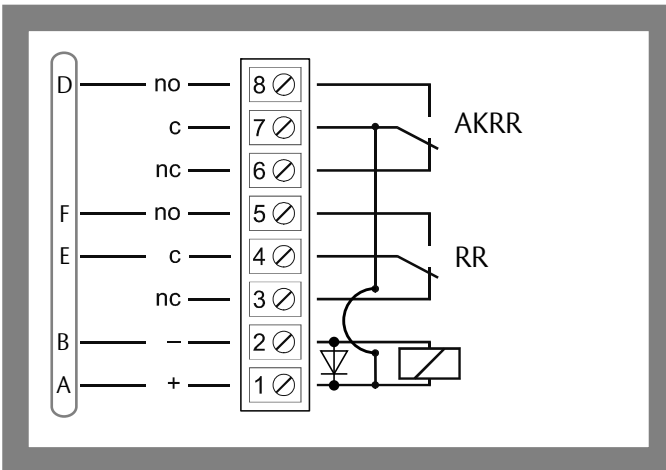 D no 8
c 7 AKRR
nc 6
F no 5
E c 4 RR
nc 3
B – 2
A + 1